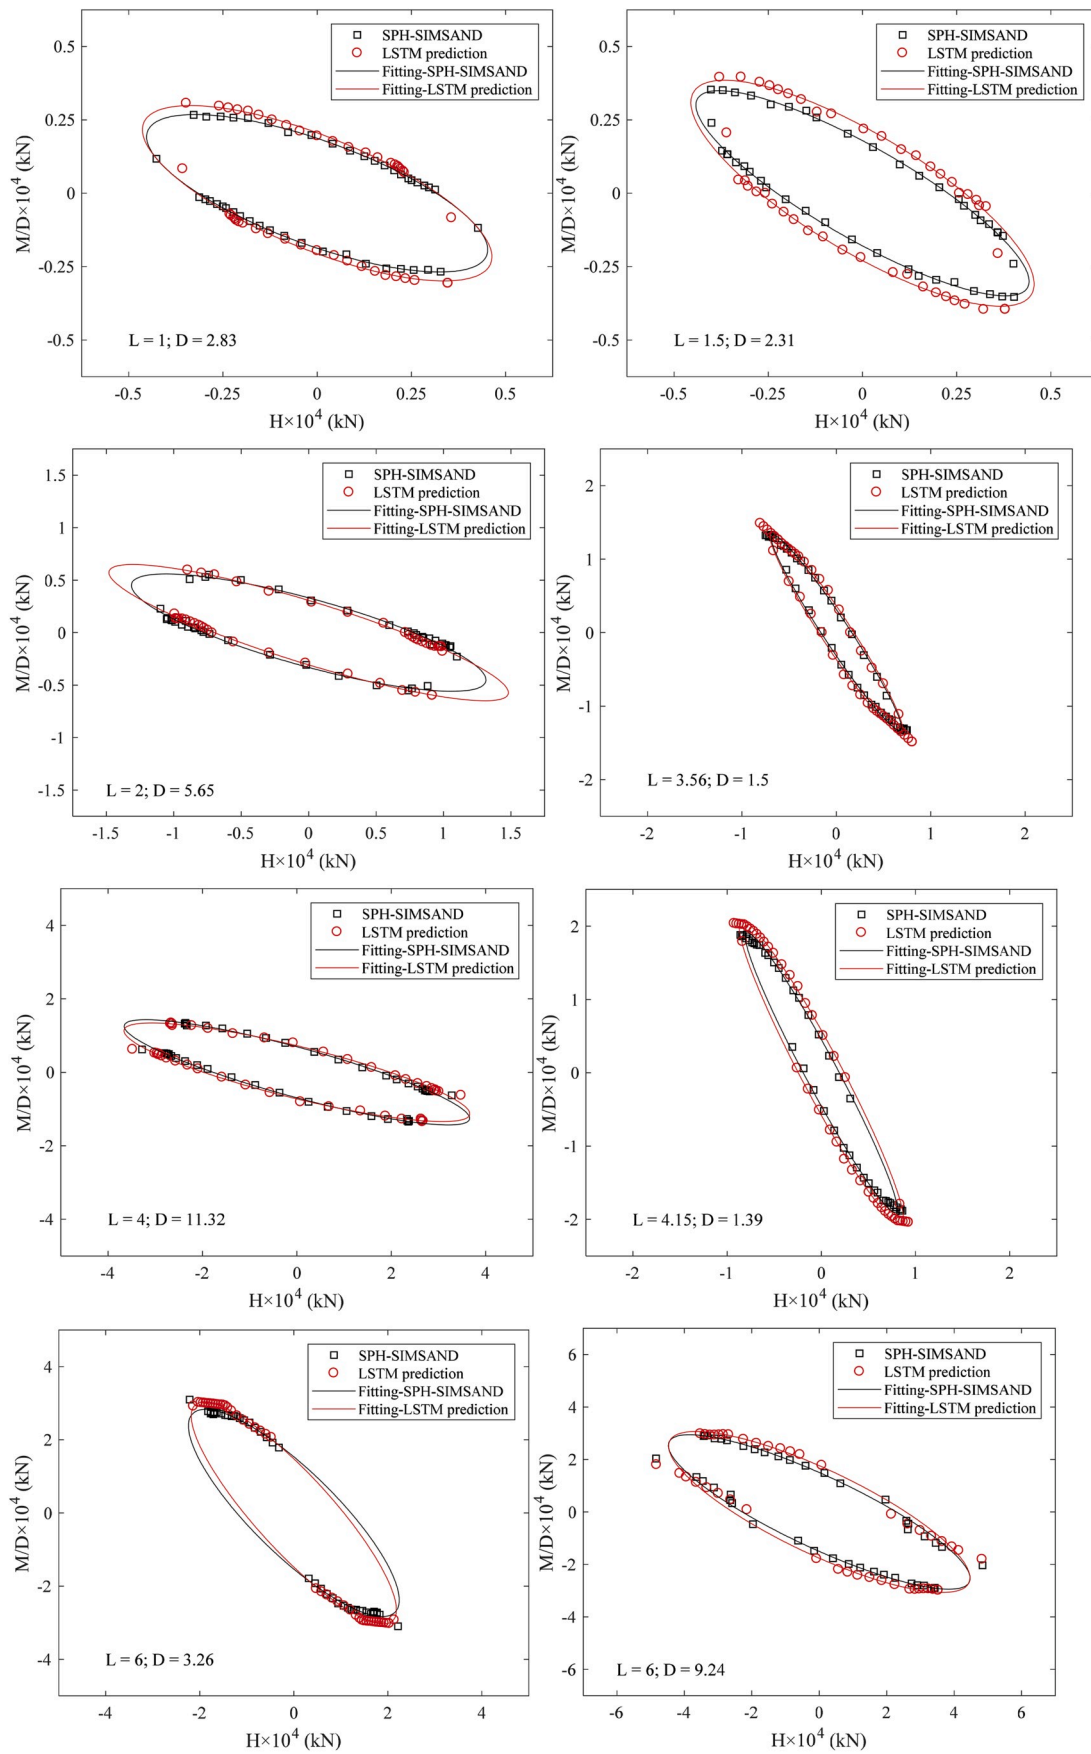 SPH-SIMSAND
LSTM prediction
Fitting-SPH-SIMSAND
Fitting-LSTM prediction
0.5
0.25
0
-0.25
-0.5
M/D×10⁴ (kN)
L = 1; D = 2.83
-0.5 -0.25 0 0.25 0.5
H×10⁴ (kN)
SPH-SIMSAND
LSTM prediction
Fitting-SPH-SIMSAND
Fitting-LSTM prediction
0.5
0.25
0
-0.25
-0.5
M/D×10⁴ (kN)
L = 1.5; D = 2.31
-0.5 -0.25 0 0.25 0.5
H×10⁴ (kN)
SPH-SIMSAND
LSTM prediction
Fitting-SPH-SIMSAND
Fitting-LSTM prediction
1.5
1
0.5
0
-0.5
-1
-1.5
M/D×10⁴ (kN)
L = 2; D = 5.65
-1.5 -1 -0.5 0 0.5 1 1.5
H×10⁴ (kN)
SPH-SIMSAND
LSTM prediction
Fitting-SPH-SIMSAND
Fitting-LSTM prediction
2
1
0
-1
-2
M/D×10⁴ (kN)
L = 3.56; D = 1.5
-2 -1 0 1 2
H×10⁴ (kN)
SPH-SIMSAND
LSTM prediction
Fitting-SPH-SIMSAND
Fitting-LSTM prediction
4
2
0
-2
-4
M/D×10⁴ (kN)
L = 4; D = 11.32
-4 -2 0 2 4
H×10⁴ (kN)
SPH-SIMSAND
LSTM prediction
Fitting-SPH-SIMSAND
Fitting-LSTM prediction
2
1
0
-1
-2
M/D×10⁴ (kN)
L = 4.15; D = 1.39
-2 -1 0 1 2
H×10⁴ (kN)
SPH-SIMSAND
LSTM prediction
Fitting-SPH-SIMSAND
Fitting-LSTM prediction
4
2
0
-2
-4
M/D×10⁴ (kN)
L = 6; D = 3.26
-4 -2 0 2 4
H×10⁴ (kN)
SPH-SIMSAND
LSTM prediction
Fitting-SPH-SIMSAND
Fitting-LSTM prediction
6
4
2
0
-2
-4
-6
M/D×10⁴ (kN)
L = 6; D = 9.24
-6 -4 -2 0 2 4 6
H×10⁴ (kN)